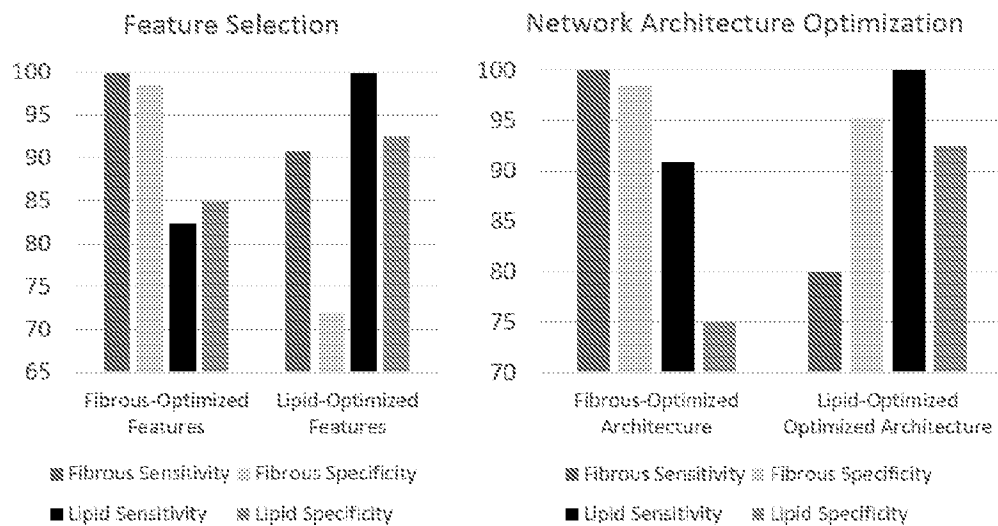 Feature Selection
100
95
90
85
80
75
70
65
Fibrous-Optimized
Features
Lipid-Optimized
Features
Fibrous Sensitivity
Fibrous Specificity
Lipid Sensitivity
Lipid Specificity
Network Architecture Optimization
100
95
90
85
80
75
70
Fibrous-Optimized
Architecture
Lipid-Optimized
Optimized Architecture
Fibrous Sensitivity
Fibrous Specificity
Lipid Sensitivity
Lipid Specificity